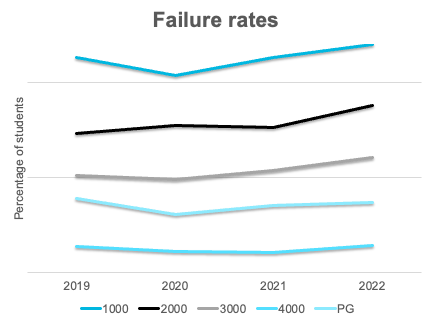 Failure rates
Percentage of students
2019 2020 2021 2022
1000 2000 3000 4000 PG